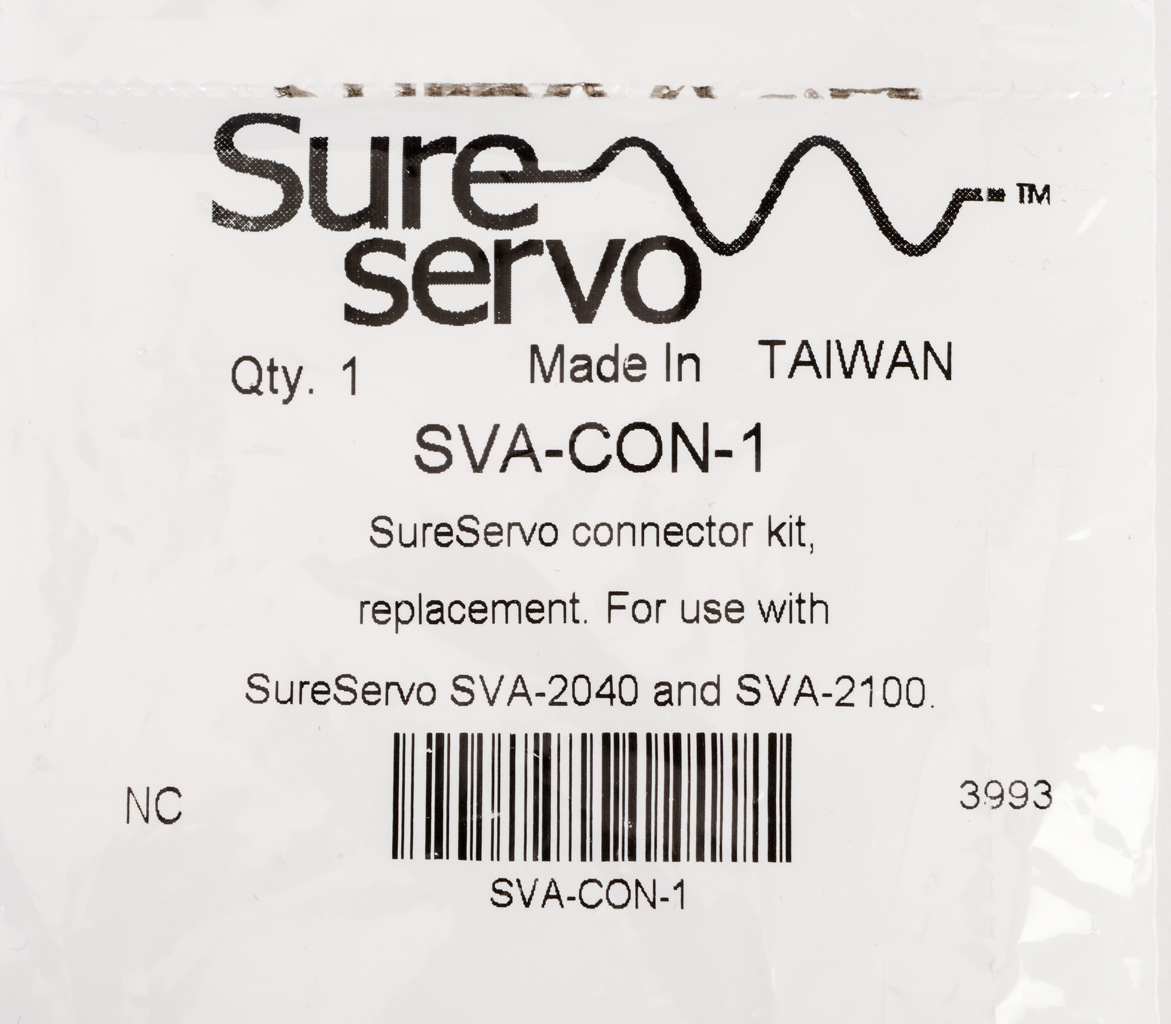 Sure
servo
TM
Qty. 1 Made In TAIWAN
SVA-CON-1
SureServo connector kit,
replacement. For use with
SureServo SVA-2040 and SVA-2100.
NC 3993
SVA-CON-1